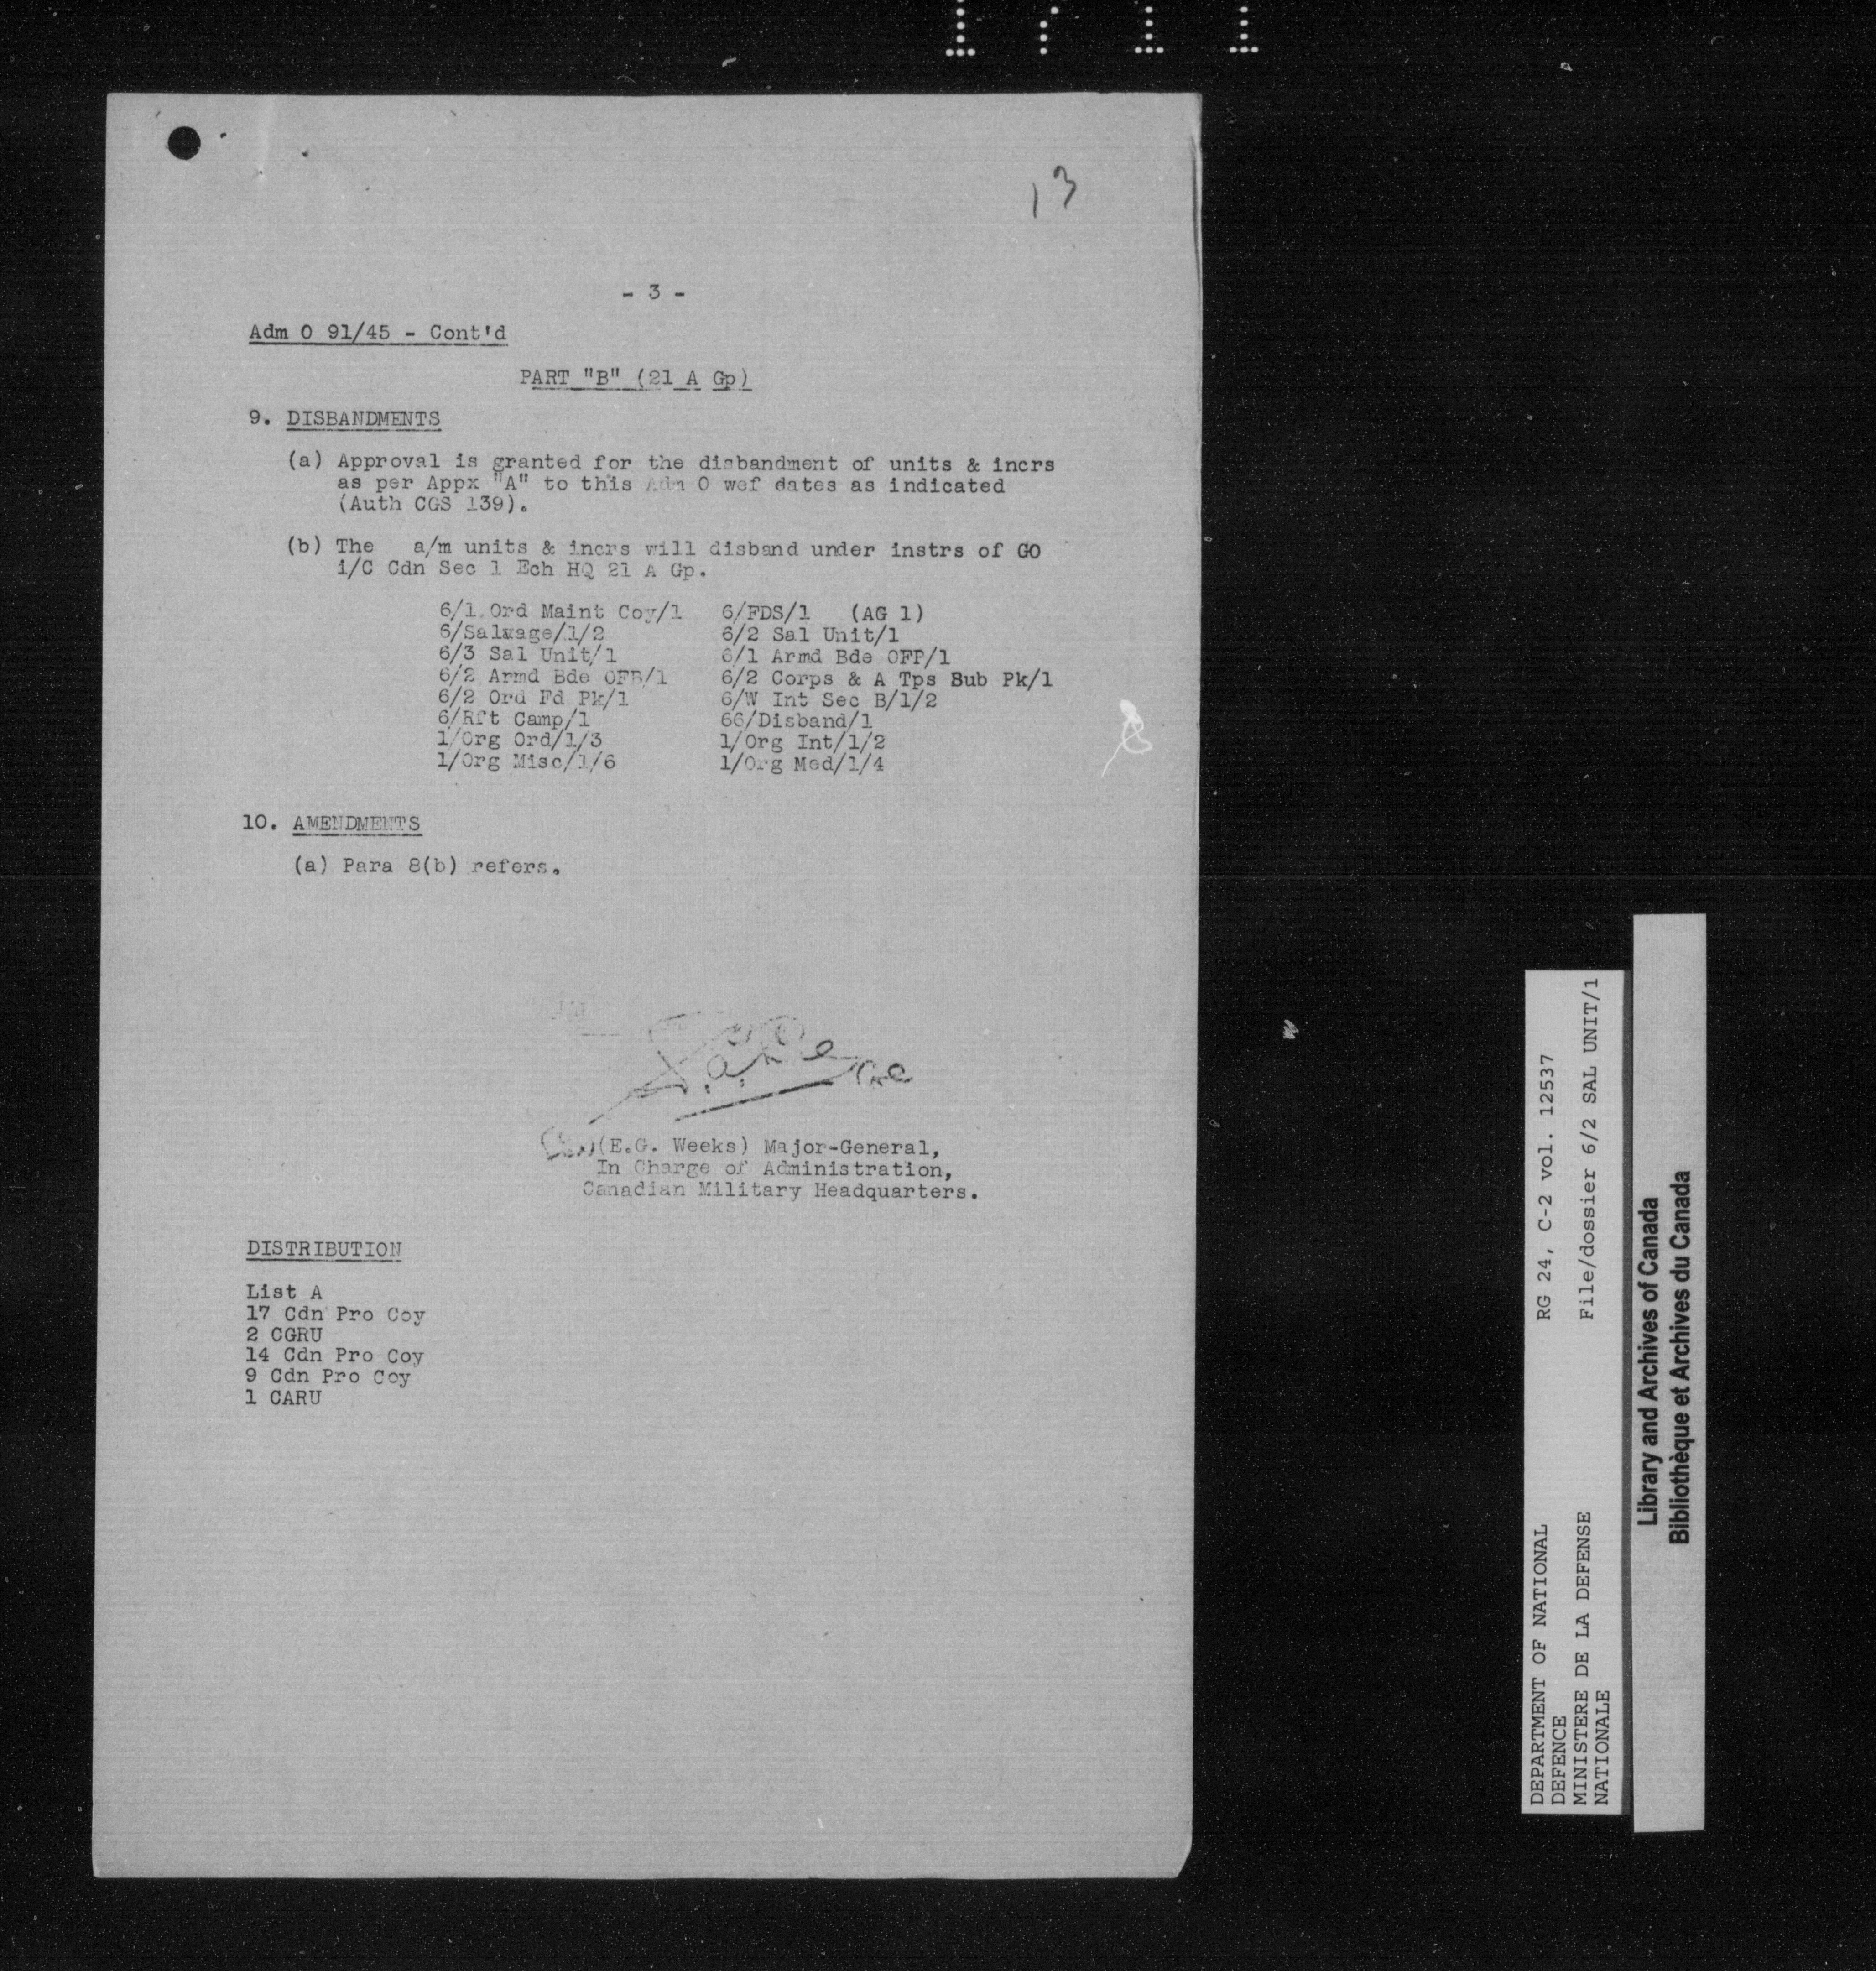 13
- 3 -
Adm O 91/45 - Cont'd
PART "B" (21 A Gp)
9. DISBANDMENTS
(a) Approval is granted for the disbandment of units & incrs
as per Appx "A" to this Adm O wef dates as indicated
(Auth CGS 139).
(b) The a/m units & incrs will disband under instrs of GO
i/C Cdn Sec 1 Ech HQ 21 A Gp.
6/1 Ord Maint Coy/1 6/FDS/1 (AG 1)
6/Salvage/1/2 6/2 Sal Unit/1
6/3 Sal Unit/1 6/1 Armd Bde OFP/1
6/2 Armd Bde OFP/1 6/2 Corps & A Tps Sub Pk/1
6/2 Ord Fd Pk/1 6/W Int Sec B/1/2
6/Rft Camp/1 66/Disband/1
1/Org Ord/1/3 1/Org Int/1/2
1/Org Misc/1/6 1/Org Med/1/4
10. AMENDMENTS
(a) Para 8(b) refers.
(E.G. Weeks) Major-General,
In Charge of Administration,
Canadian Military Headquarters.
DISTRIBUTION
List A
17 Cdn Pro Coy
2 CGRU
14 Cdn Pro Coy
9 Cdn Pro Coy
1 CARU
DEPARTMENT OF NATIONAL RG 24, C-2 vol. 12537
DEFENCE
MINISTERE DE LA DEFENSE File/dossier 6/2 SAL UNIT/1
NATIONALE
Library and Archives of Canada
Bibliothèque et Archives du Canada